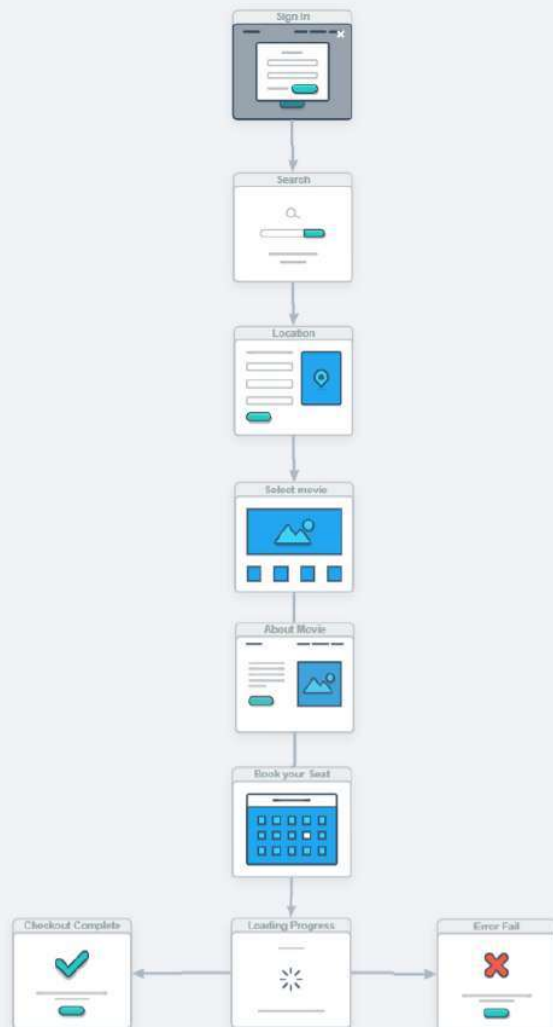 Sign In
Search
Location
Select movie
About Movie
Book your Seat
Checkout Complete
Loading Progress
Error Fail